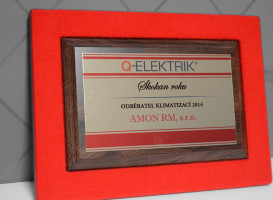 Q-ELEKTRIK®
Skokan roku
ODBĚRATEL KLIMATIZACÍ 2014
AMON RM, s.r.o.